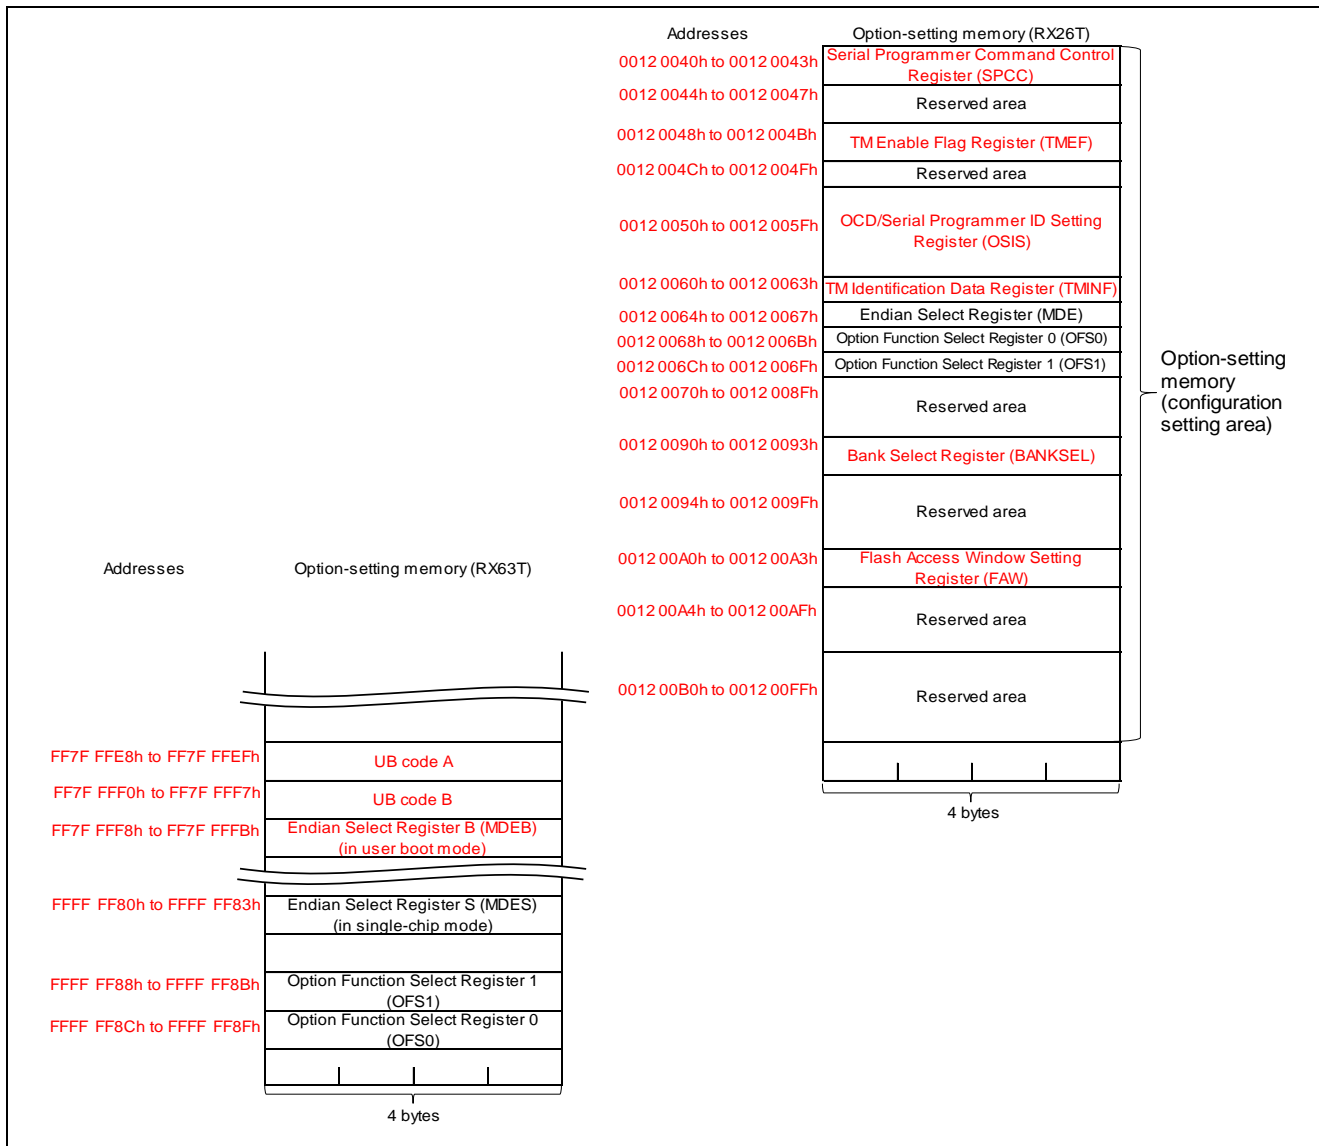 Addresses Option-setting memory (RX26T)
0012 0040h to 0012 0043h
Serial Programmer Command Control
Register (SPCC)
0012 0044h to 0012 0047h
Reserved area
0012 0048h to 0012 004Bh
TM Enable Flag Register (TMEF)
0012 004Ch to 0012 004Fh
Reserved area
0012 0050h to 0012 005Fh
OCD/Serial Programmer ID Setting
Register (OSIS)
0012 0060h to 0012 0063h
TM Identification Data Register (TMINF)
0012 0064h to 0012 0067h
Endian Select Register (MDE)
0012 0068h to 0012 006Bh
Option Function Select Register 0 (OFS0)
0012 006Ch to 0012 006Fh
Option Function Select Register 1 (OFS1)
0012 0070h to 0012 008Fh
Reserved area
0012 0090h to 0012 0093h
Bank Select Register (BANKSEL)
0012 0094h to 0012 009Fh
Reserved area
0012 00A0h to 0012 00A3h
Flash Access Window Setting
Register (FAW)
0012 00A4h to 0012 00AFh
Reserved area
0012 00B0h to 0012 00FFh
Reserved area
4 bytes
Option-setting
memory
(configuration
setting area)
Addresses Option-setting memory (RX63T)
FF7F FFE8h to FF7F FFEFh
UB code A
FF7F FFF0h to FF7F FFF7h
UB code B
FF7F FFF8h to FF7F FFFBh
Endian Select Register B (MDEB)
(in user boot mode)
FFFF FF80h to FFFF FF83h
Endian Select Register S (MDES)
(in single-chip mode)
FFFF FF88h to FFFF FF8Bh
Option Function Select Register 1
(OFS1)
FFFF FF8Ch to FFFF FF8Fh
Option Function Select Register 0
(OFS0)
4 bytes